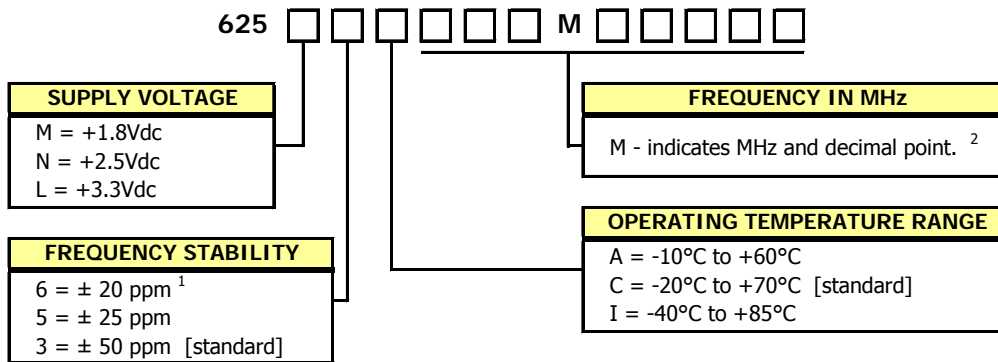 625 M
SUPPLY VOLTAGE
M = +1.8Vdc
N = +2.5Vdc
L = +3.3Vdc
FREQUENCY IN MHz
M - indicates MHz and decimal point. 2
FREQUENCY STABILITY
6 = ± 20 ppm 1
5 = ± 25 ppm
3 = ± 50 ppm [standard]
OPERATING TEMPERATURE RANGE
A = -10°C to +60°C
C = -20°C to +70°C [standard]
I = -40°C to +85°C